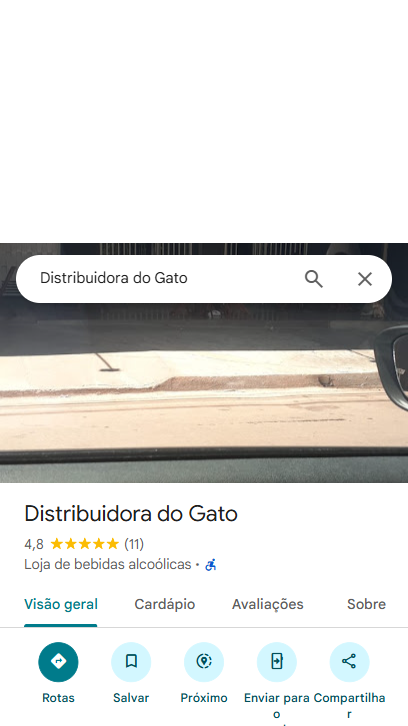 Distribuidora do Gato
Distribuidora do Gato
4,8 (11)
Loja de bebidas alcoólicas ·
Visão geral Cardápio Avaliações Sobre
Rotas Salvar Próximo Enviar para Compartilha
o r